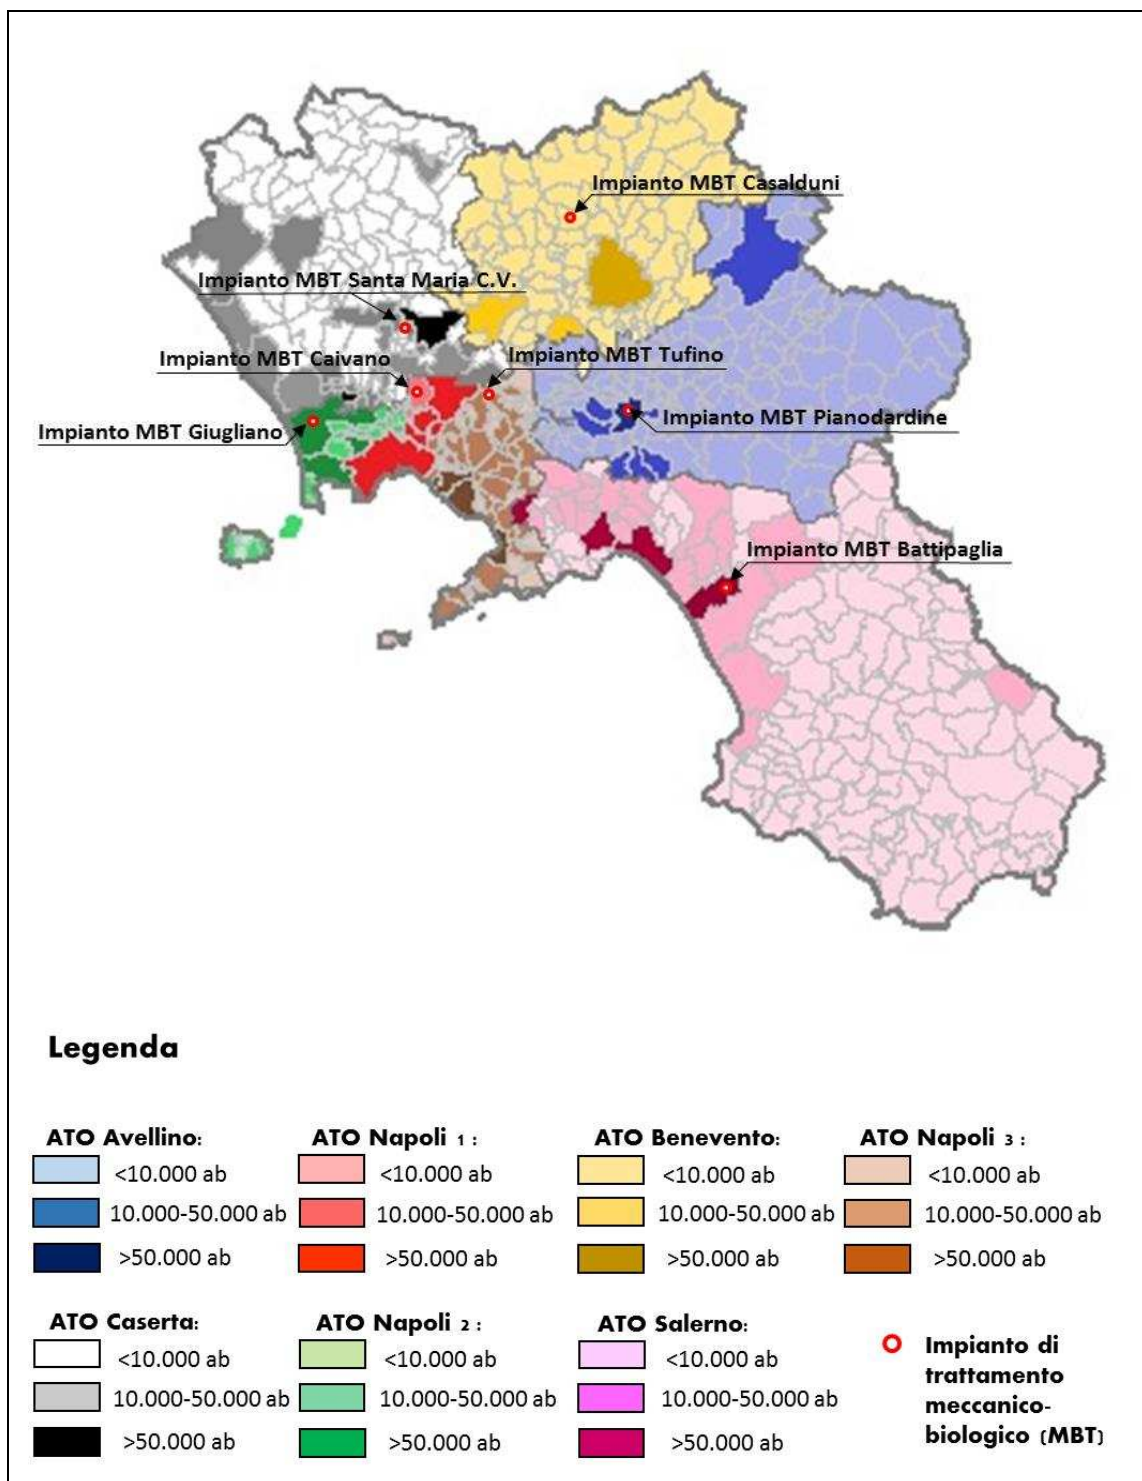 Impianto MBT Casalduni
Impianto MBT Santa Maria C.V.
Impianto MBT Caivano
Impianto MBT Tufino
Impianto MBT Giugliano
Impianto MBT Pianodardine
Impianto MBT Battipaglia
Legenda
ATO Avellino:
<10.000 ab
10.000-50.000 ab
>50.000 ab
ATO Napoli 1 :
<10.000 ab
10.000-50.000 ab
>50.000 ab
ATO Benevento:
<10.000 ab
10.000-50.000 ab
>50.000 ab
ATO Napoli 3 :
<10.000 ab
10.000-50.000 ab
>50.000 ab
ATO Caserta:
<10.000 ab
10.000-50.000 ab
>50.000 ab
ATO Napoli 2 :
<10.000 ab
10.000-50.000 ab
>50.000 ab
ATO Salerno:
<10.000 ab
10.000-50.000 ab
>50.000 ab
Impianto di
trattamento
meccanico-
biologico (MBT)